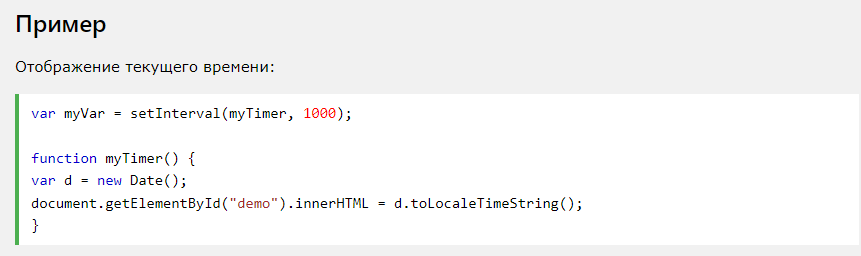 Пример
Отображение текущего времени:
var myVar = setInterval(myTimer, 1000);
function myTimer() {
var d = new Date();
document.getElementById("demo").innerHTML = d.toLocaleTimeString();
}